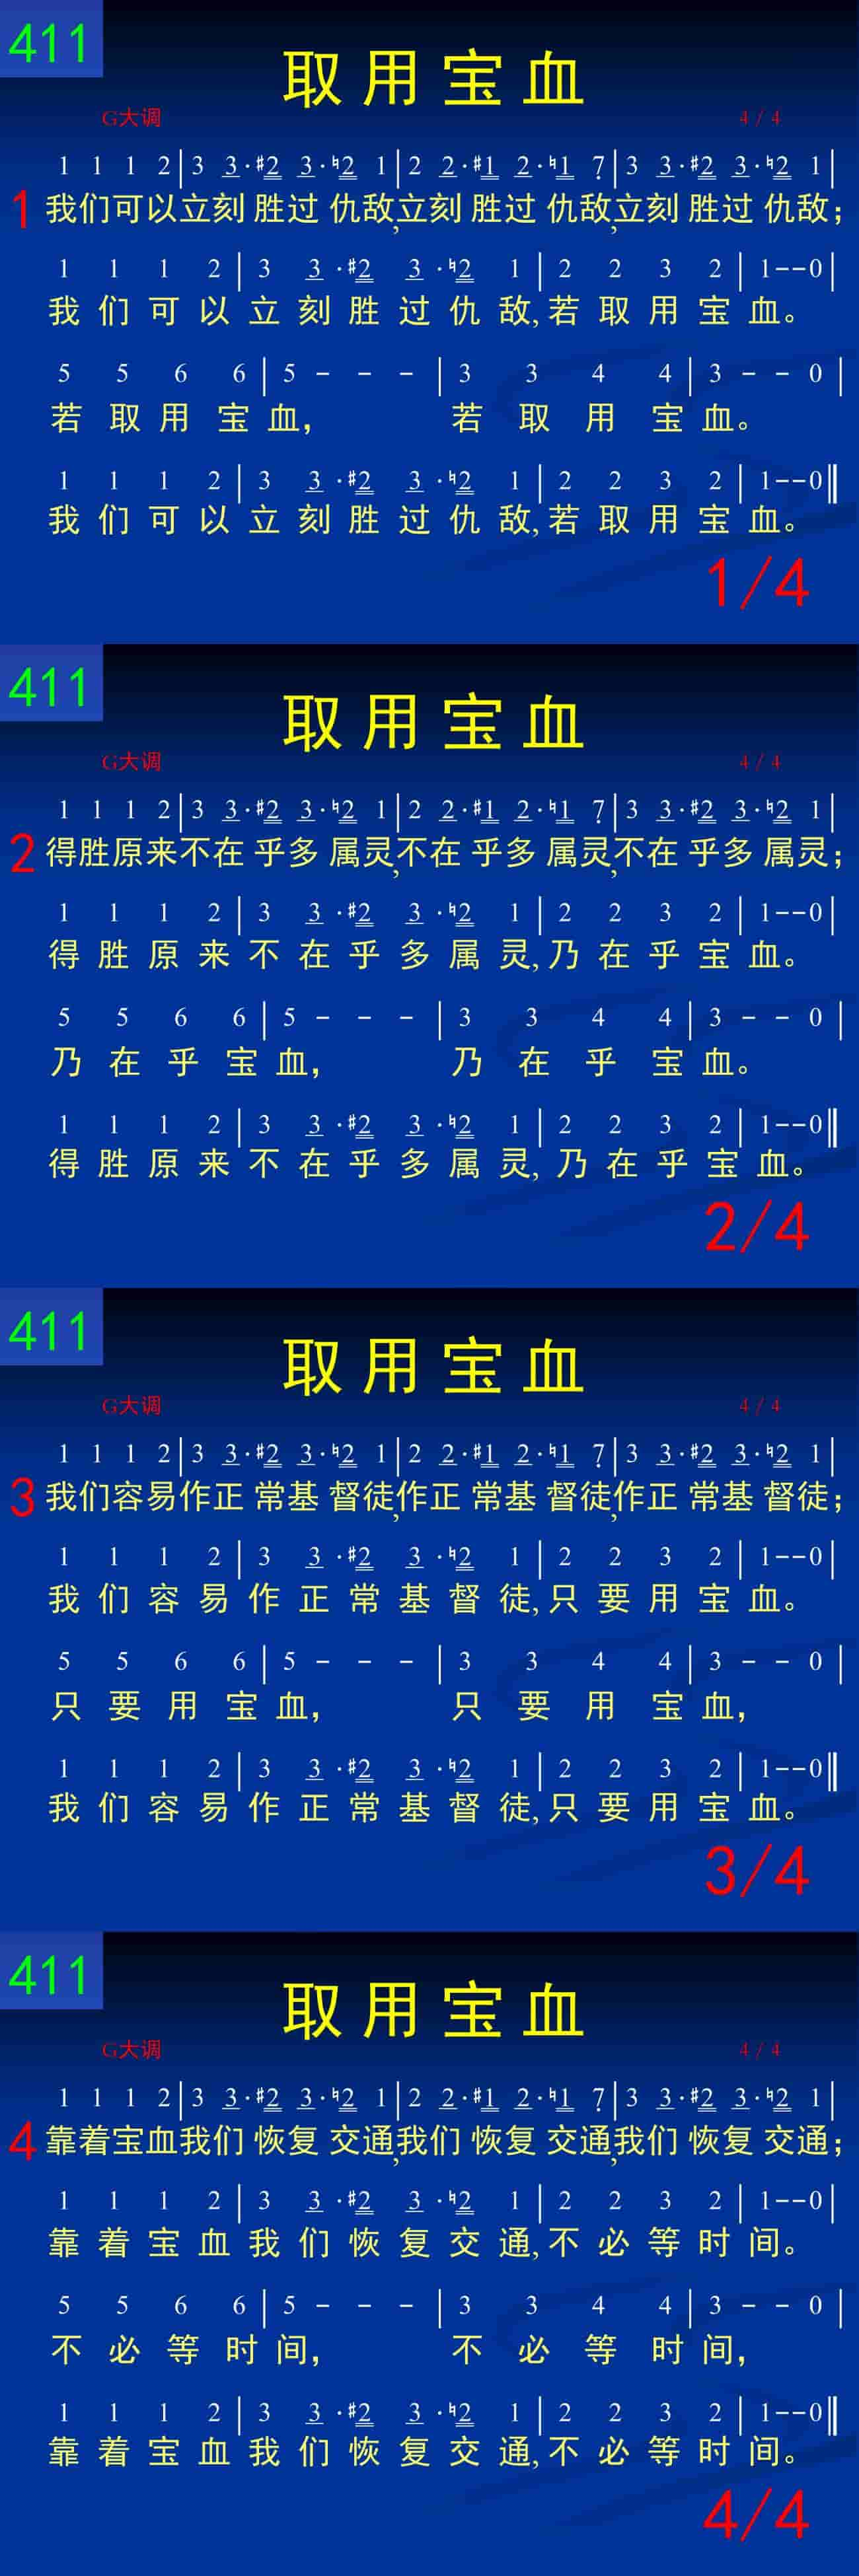 411
取用宝血
G大调 4/4
1 1 1 2|3 3·#2 3·♮2 1|2 2·#1 2·♮1 7̣|3 3·#2 3·♮2 1|
1 我们可以立刻 胜过 仇敌,立刻 胜过 仇敌,立刻 胜过 仇敌;
1 1 1 2|3 3·#2 3·♮2 1|2 2 3 2|1--0|
我们可以立刻胜过仇敌,若取用宝血。
5 5 6 6|5 - - -|3 3 4 4|3 - - 0|
若取用宝血, 若取用宝血。
1 1 1 2|3 3·#2 3·♮2 1|2 2 3 2|1--0‖
我们可以立刻胜过仇敌,若取用宝血。
1/4
411
取用宝血
G大调 4/4
1 1 1 2|3 3·#2 3·♮2 1|2 2·#1 2·♮1 7̣|3 3·#2 3·♮2 1|
2 得胜原来不在 乎多 属灵,不在 乎多 属灵,不在 乎多 属灵;
1 1 1 2|3 3·#2 3·♮2 1|2 2 3 2|1--0|
得胜原来不在乎多属灵,乃在乎宝血。
5 5 6 6|5 - - -|3 3 4 4|3 - - 0|
乃在乎宝血, 乃在乎宝血。
1 1 1 2|3 3·#2 3·♮2 1|2 2 3 2|1--0‖
得胜原来不在乎多属灵,乃在乎宝血。
2/4
411
取用宝血
G大调 4/4
1 1 1 2|3 3·#2 3·♮2 1|2 2·#1 2·♮1 7̣|3 3·#2 3·♮2 1|
3 我们容易作正 常基 督徒,作正 常基 督徒,作正 常基 督徒;
1 1 1 2|3 3·#2 3·♮2 1|2 2 3 2|1--0|
我们容易作正常基督徒,只要用宝血。
5 5 6 6|5 - - -|3 3 4 4|3 - - 0|
只要用宝血, 只要用宝血,
1 1 1 2|3 3·#2 3·♮2 1|2 2 3 2|1--0‖
我们容易作正常基督徒,只要用宝血。
3/4
411
取用宝血
G大调 4/4
1 1 1 2|3 3·#2 3·♮2 1|2 2·#1 2·♮1 7̣|3 3·#2 3·♮2 1|
4 靠着宝血我们 恢复 交通,我们 恢复 交通,我们 恢复 交通;
1 1 1 2|3 3·#2 3·♮2 1|2 2 3 2|1--0|
靠着宝血我们恢复交通,不必等时间。
5 5 6 6|5 - - -|3 3 4 4|3 - - 0|
不必等时间, 不必等时间,
1 1 1 2|3 3·#2 3·♮2 1|2 2 3 2|1--0‖
靠着宝血我们恢复交通,不必等时间。
4/4